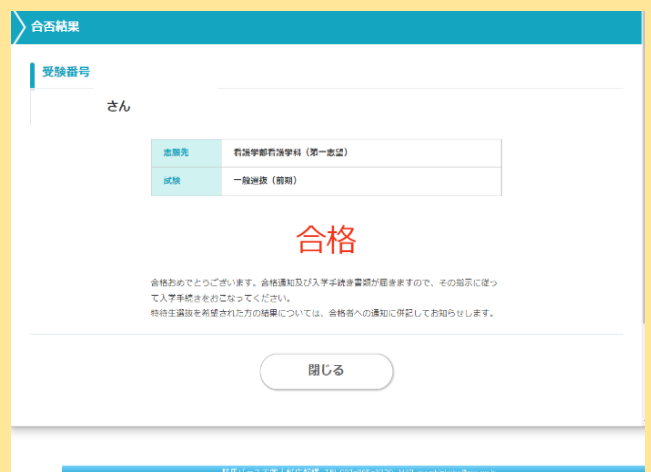 合否結果
受験番号
さん
志願先 看護学部看護学科（第一志望）
試験 一般選抜（前期）
合格
合格おめでとうございます。合格通知及び入学手続き書類が届きますので、その指示に従っ
て入学手続きをおこなってください。
特待生選抜を希望された方の結果については、合格者への通知に併記してお知らせします。
閉じる